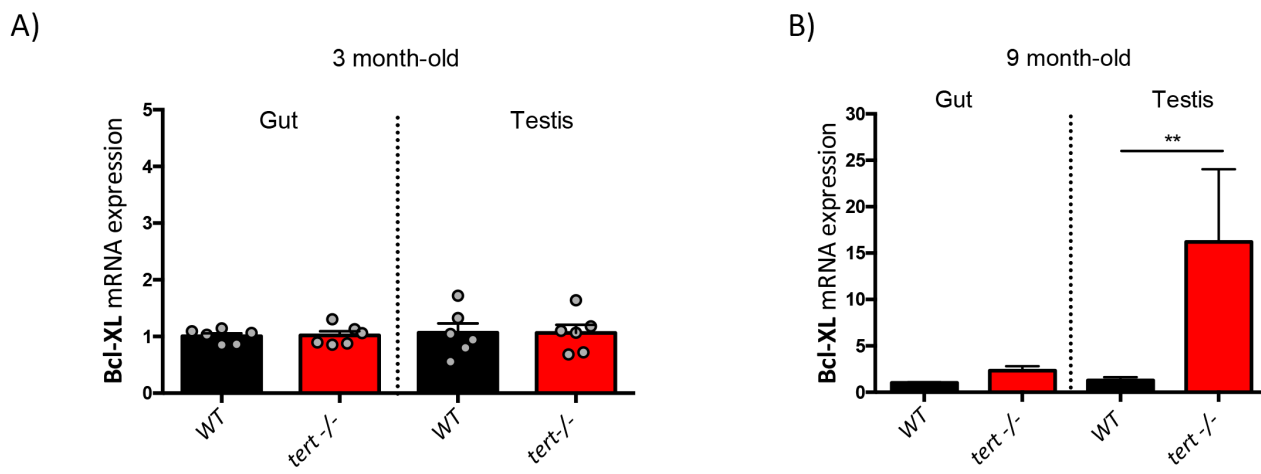 A)
3 month-old
Gut
Testis
Bcl-XL mRNA expression
5
4
3
2
1
0
WT
tert -/-
WT
tert-/-
B)
9 month-old
Gut
Testis
**
Bcl-XL mRNA expression
30
25
20
15
10
5
0
WT
tert -/-
WT
tert -/-